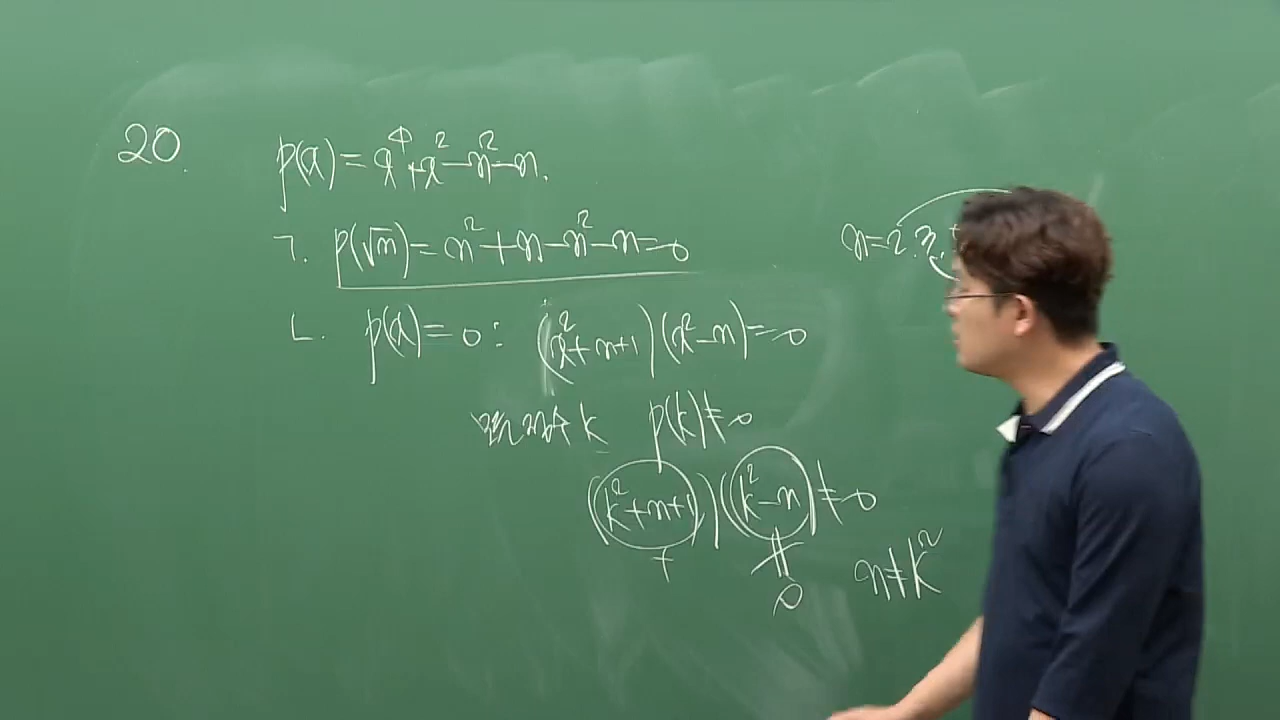 20.
p(x)=x⁴+x²-n²-n.
ㄱ. p(√n)=n²+n-n²-n=0
n=2.3.
ㄴ. p(x)=0: (x²+n+1)(x²-n)=0
k p(k)≠0
(k²+n+1)(k²-n)≠0
+ ≠ 0 n≠k²